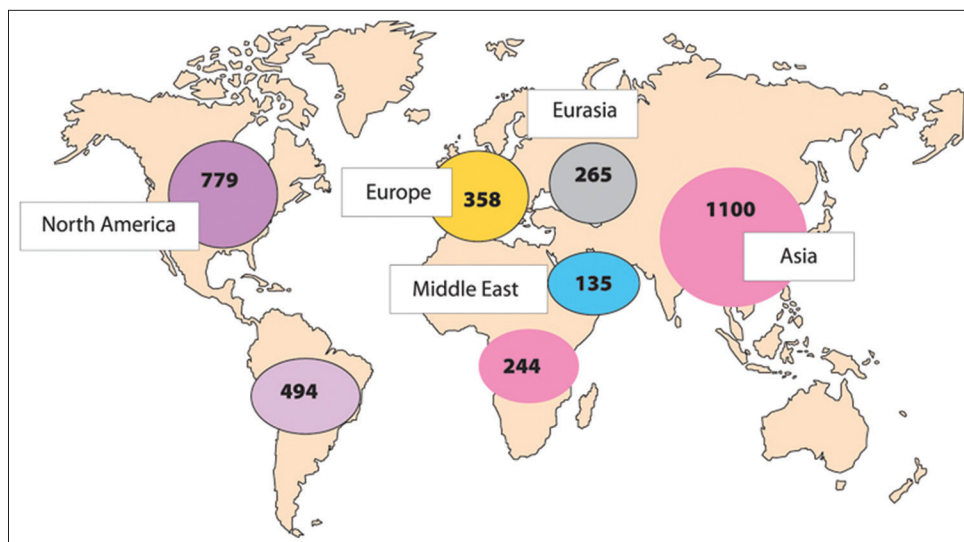 Eurasia
265
779
North America
Europe
358
1100
Asia
Middle East
135
244
494